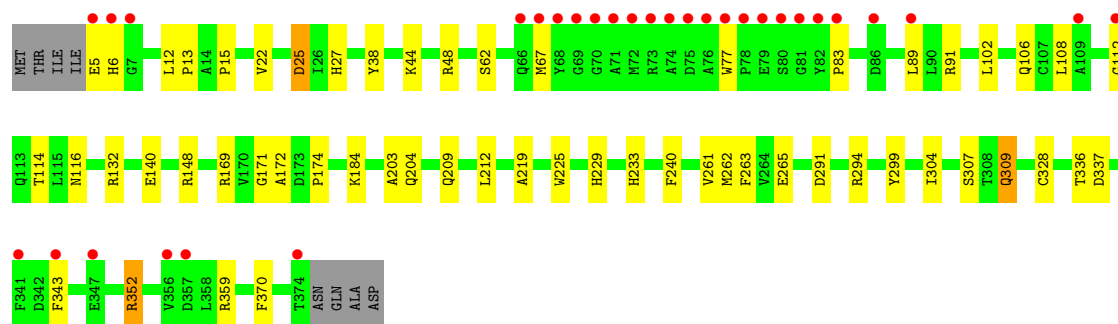 MET THR ILE ILE E5 H6 G7 L12 P13 A14 P15 V22 D25 I26 H27 Y38 K44 R48 S62 Q66 M67 Y68 G69 G70 A71 M72 R73 A74 D75 A76 W77 P78 E79 S80 G81 Y82 P83 D86 L89 L90 R91 L102 Q106 C107 L108 A109
Q113 T114 L115 N116 R132 E140 R148 R169 V170 G171 A172 D173 P174 K184 A203 Q204 Q209 L212 A219 W225 H229 H233 F240 V261 M262 F263 V264 E265 D291 R294 Y299 I304 S307 T308 Q309 C328 T336 D337
F341 D342 F343 E347 R352 V356 D357 L358 R359 F370 T374 ASN GLN ALA ASP